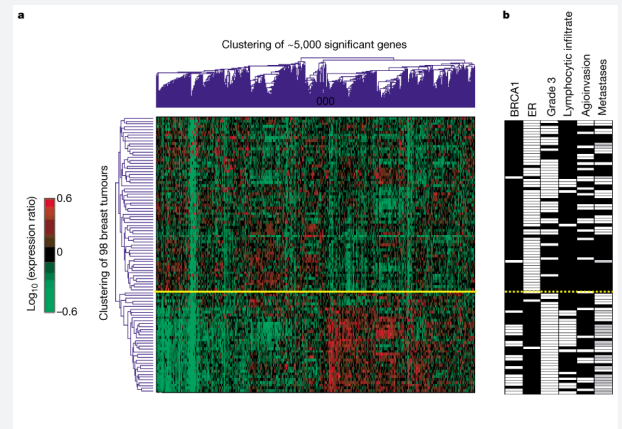 a
Clustering of ~5,000 significant genes
000
Clustering of 98 breast tumours
Log10 (expression ratio)
0.6
0
−0.6
b
BRCA1
ER
Grade 3
Lymphocytic infiltrate
Agioinvasion
Metastases